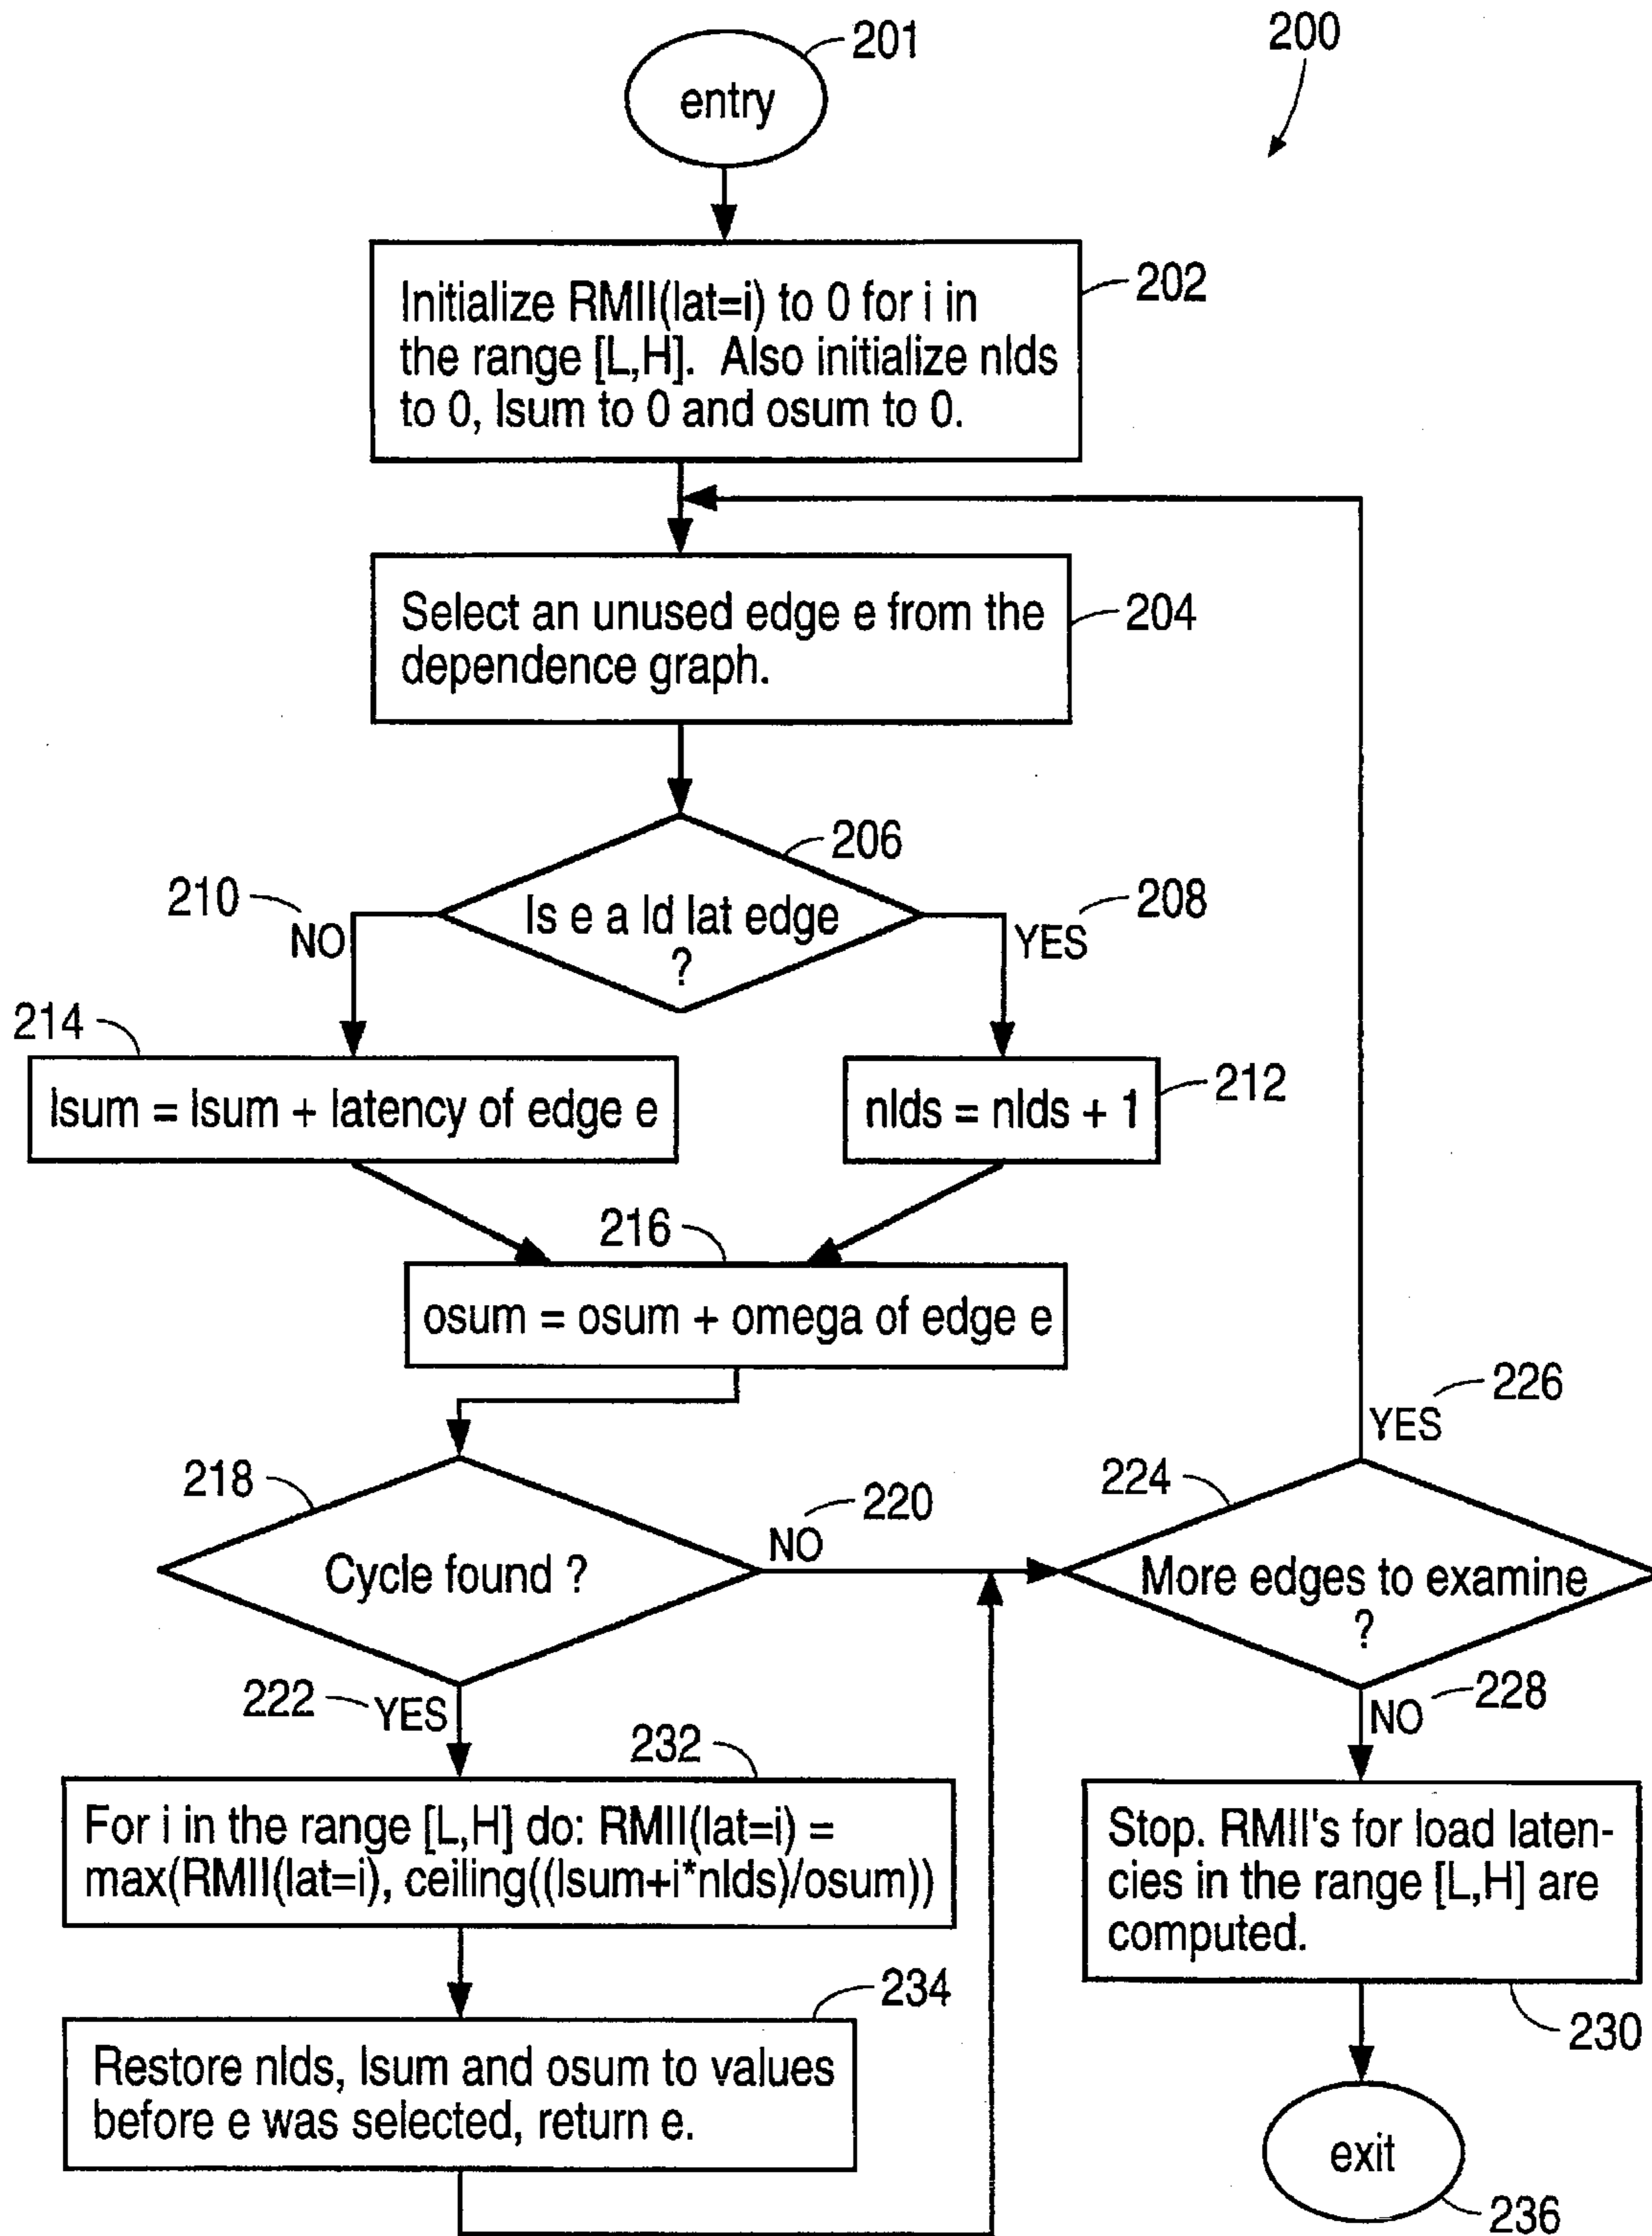 201
200
entry
202
Initialize RMII(lat=i) to 0 for i in
the range [L,H]. Also initialize nlds
to 0, lsum to 0 and osum to 0.
204
Select an unused edge e from the
dependence graph.
206
210
NO
Is e a ld lat edge
?
208
YES
214
lsum = lsum + latency of edge e
212
nlds = nlds + 1
216
osum = osum + omega of edge e
218
Cycle found ?
220
NO
226
YES
224
More edges to examine
?
222
YES
228
NO
232
For i in the range [L,H] do: RMII(lat=i) =
max(RMII(lat=i), ceiling((lsum+i*nlds)/osum))
Stop. RMII's for load laten-
cies in the range [L,H] are
computed.
230
234
Restore nlds, lsum and osum to values
before e was selected, return e.
exit
236